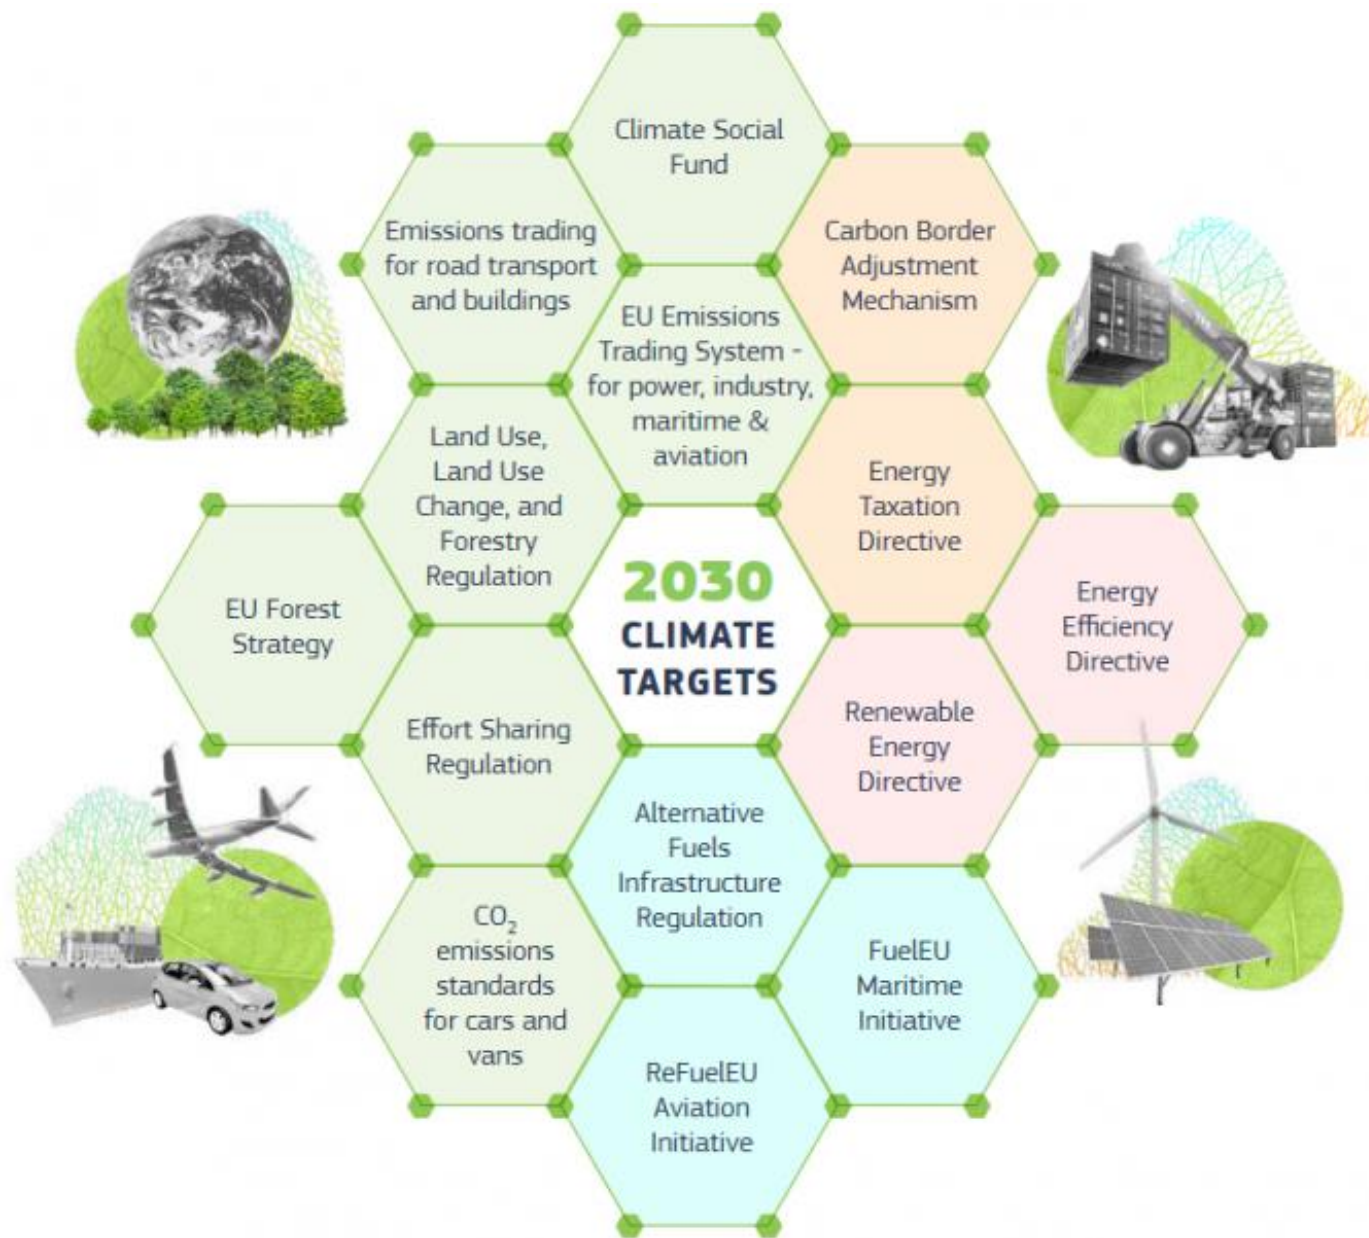 Climate Social
Fund
Emissions trading
for road transport
and buildings
Carbon Border
Adjustment
Mechanism
EU Emissions
Trading System -
for power, industry,
maritime &
aviation
Land Use,
Land Use
Change, and
Forestry
Regulation
Energy
Taxation
Directive
EU Forest
Strategy
2030
CLIMATE
TARGETS
Energy
Efficiency
Directive
Effort Sharing
Regulation
Renewable
Energy
Directive
Alternative
Fuels
Infrastructure
Regulation
CO₂
emissions
standards
for cars and
vans
FuelEU
Maritime
Initiative
ReFuelEU
Aviation
Initiative